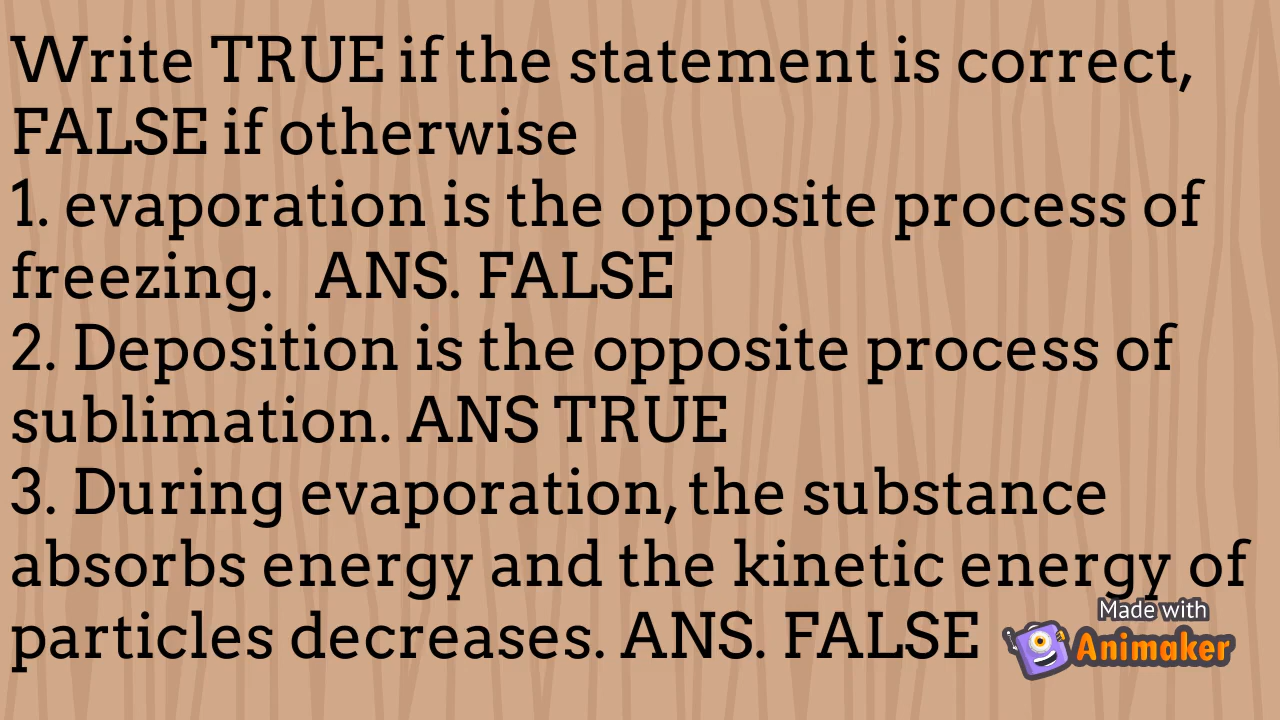 Write TRUE if the statement is correct,
FALSE if otherwise
1. evaporation is the opposite process of
freezing. ANS. FALSE
2. Deposition is the opposite process of
sublimation. ANS TRUE
3. During evaporation, the substance
absorbs energy and the kinetic energy of
particles decreases. ANS. FALSE
Made with
Animaker